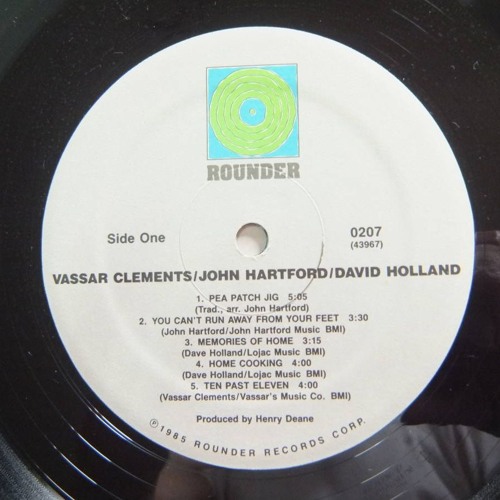 ROUNDER
Side One
0207
(43967)
VASSAR CLEMENTS/JOHN HARTFORD/DAVID HOLLAND
1. PEA PATCH JIG 5:05
(Trad., arr. John Hartford)
2. YOU CAN'T RUN AWAY FROM YOUR FEET 3:30
(John Hartford/John Hartford Music BMI)
3. MEMORIES OF HOME 3:15
(Dave Holland/Lojac Music BMI)
4. HOME COOKING 4:00
(Dave Holland/Lojac Music BMI)
5. TEN PAST ELEVEN 4:00
(Vassar Clements/Vassar's Music Co. BMI)
Produced by Henry Deane
℗1985 ROUNDER RECORDS CORP.